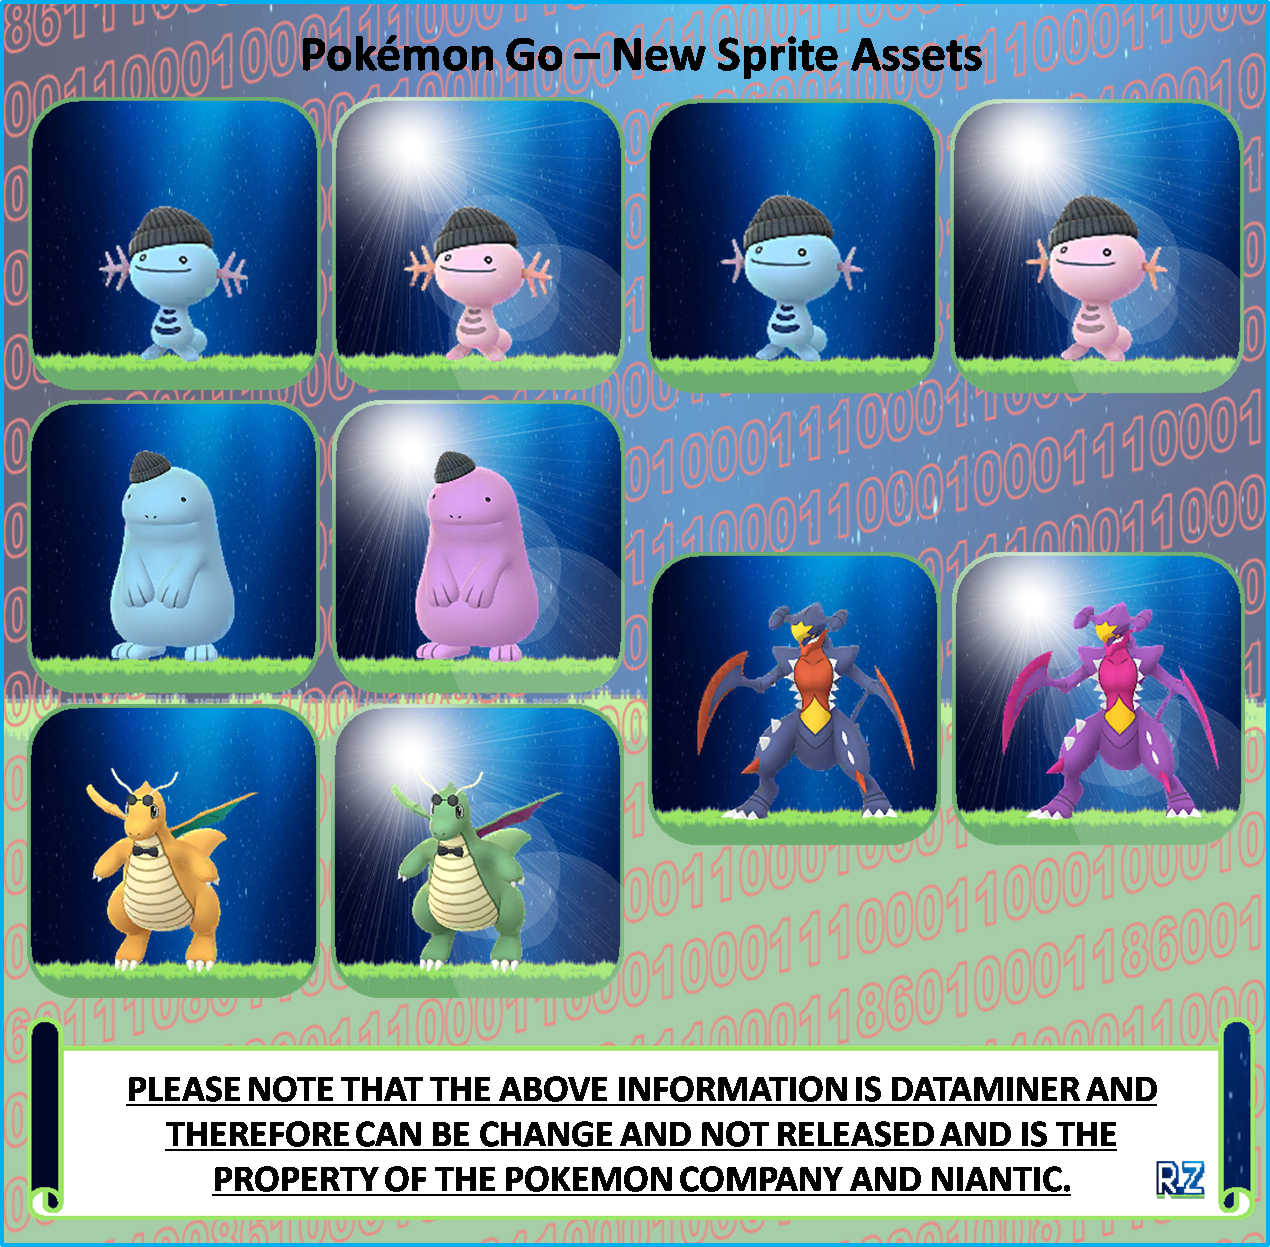 Pokémon Go – New Sprite Assets
PLEASE NOTE THAT THE ABOVE INFORMATION IS DATAMINER AND
THEREFORE CAN BE CHANGE AND NOT RELEASED AND IS THE
PROPERTY OF THE POKEMON COMPANY AND NIANTIC.
RZ